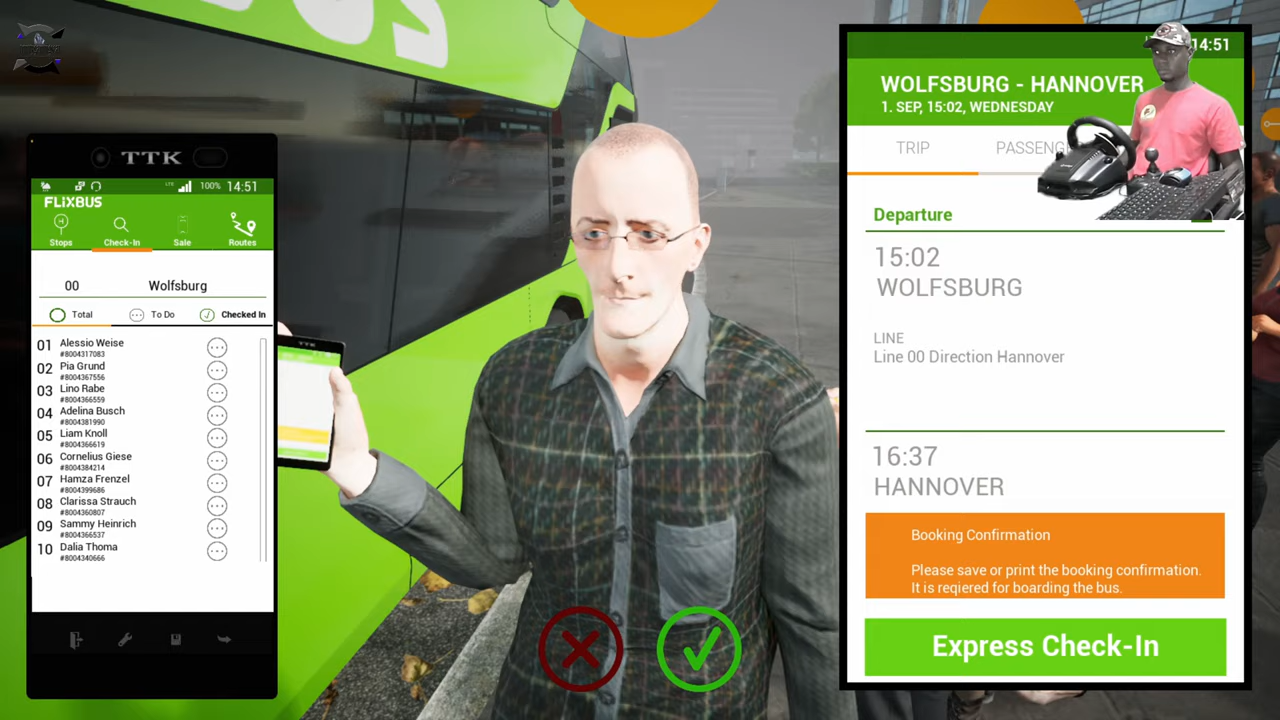 BUS
TTK
LTE 100% 14:51
FLiXBUS
Stops Check-In Sale Routes
00 Wolfsburg
Total To Do Checked In
01 Alessio Weise
#8004317083
02 Pia Grund
#8004367556
03 Lino Rabe
#8004366559
04 Adelina Busch
#8004381990
05 Liam Knoll
#8004366619
06 Cornelius Giese
#8004384214
07 Hamza Frenzel
#8004399686
08 Clarissa Strauch
#8004360807
09 Sammy Heinrich
#8004366537
10 Dalia Thoma
#8004340666
TTK
14:51
WOLFSBURG - HANNOVER
1. SEP, 15:02, WEDNESDAY
TRIP PASSENG
Departure
15:02
WOLFSBURG
LINE
Line 00 Direction Hannover
16:37
HANNOVER
Booking Confirmation
Please save or print the booking confirmation.
It is reqiered for boarding the bus.
Express Check-In